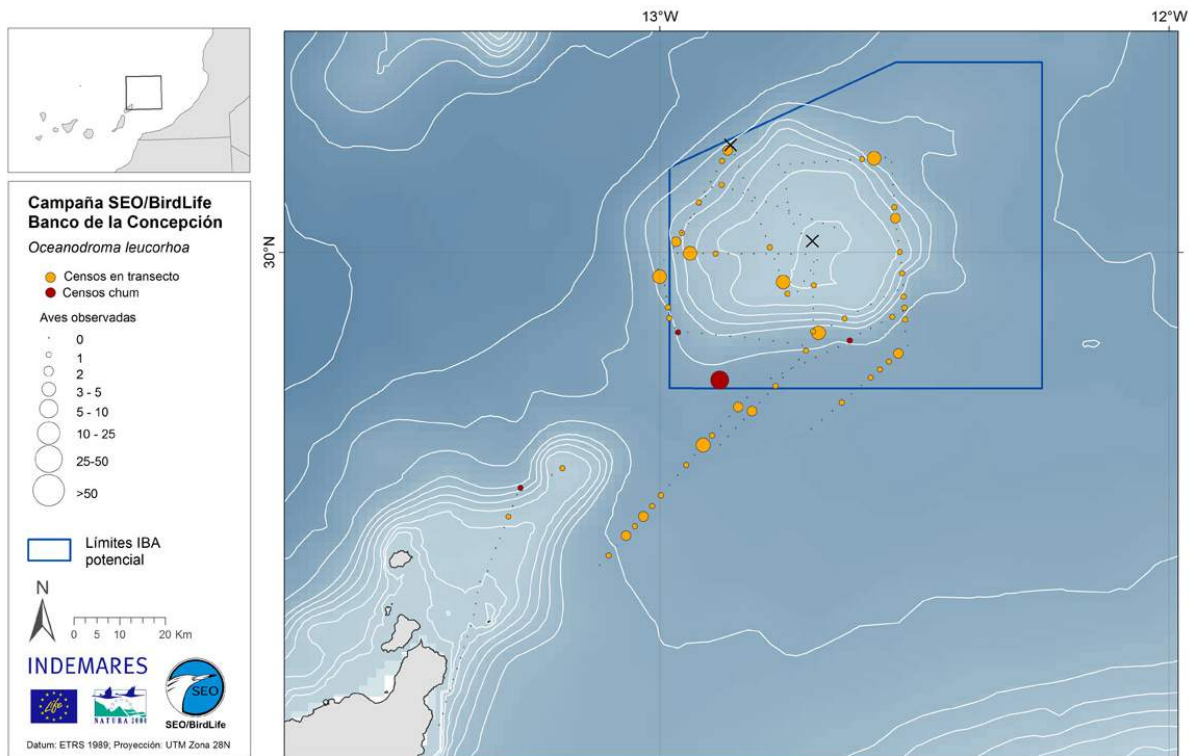 13°W
12°W
30°N
Campaña SEO/BirdLife
Banco de la Concepción
Oceanodroma leucorhoa
Censos en transecto
Censos chum
Aves observadas
0
1
2
3 - 5
5 - 10
10 - 25
25-50
>50
Límites IBA
potencial
N
0 5 10 20 Km
INDEMARES
Life
NATURA 2000
SEO
SEO/BirdLife
Datum: ETRS 1989; Proyección: UTM Zona 28N